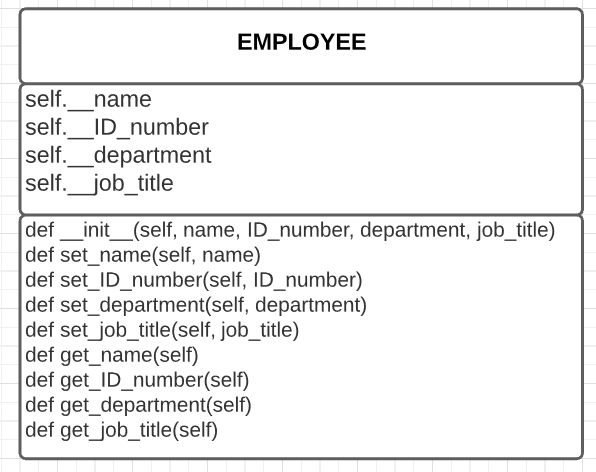 EMPLOYEE
self.__name
self.__ID_number
self.__department
self.__job_title
def __init__(self, name, ID_number, department, job_title)
def set_name(self, name)
def set_ID_number(self, ID_number)
def set_department(self, department)
def set_job_title(self, job_title)
def get_name(self)
def get_ID_number(self)
def get_department(self)
def get_job_title(self)